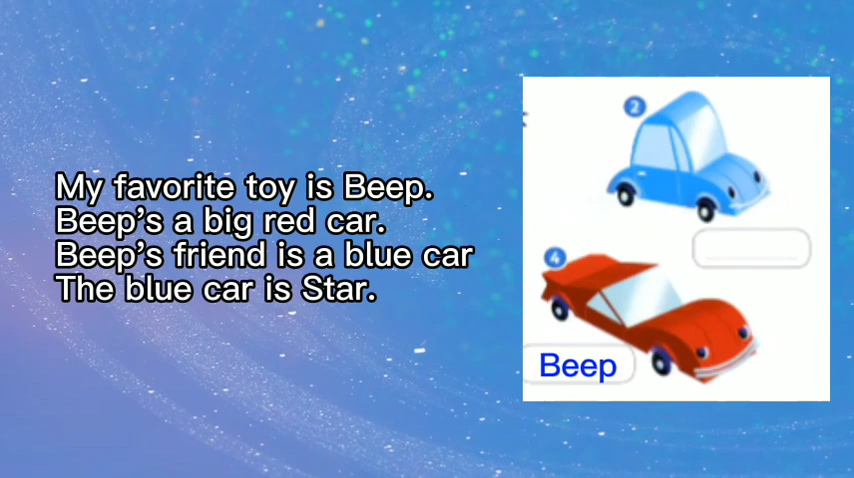 My favorite toy is Beep.
Beep's a big red car.
Beep's friend is a blue car
The blue car is Star.
2
4
Beep